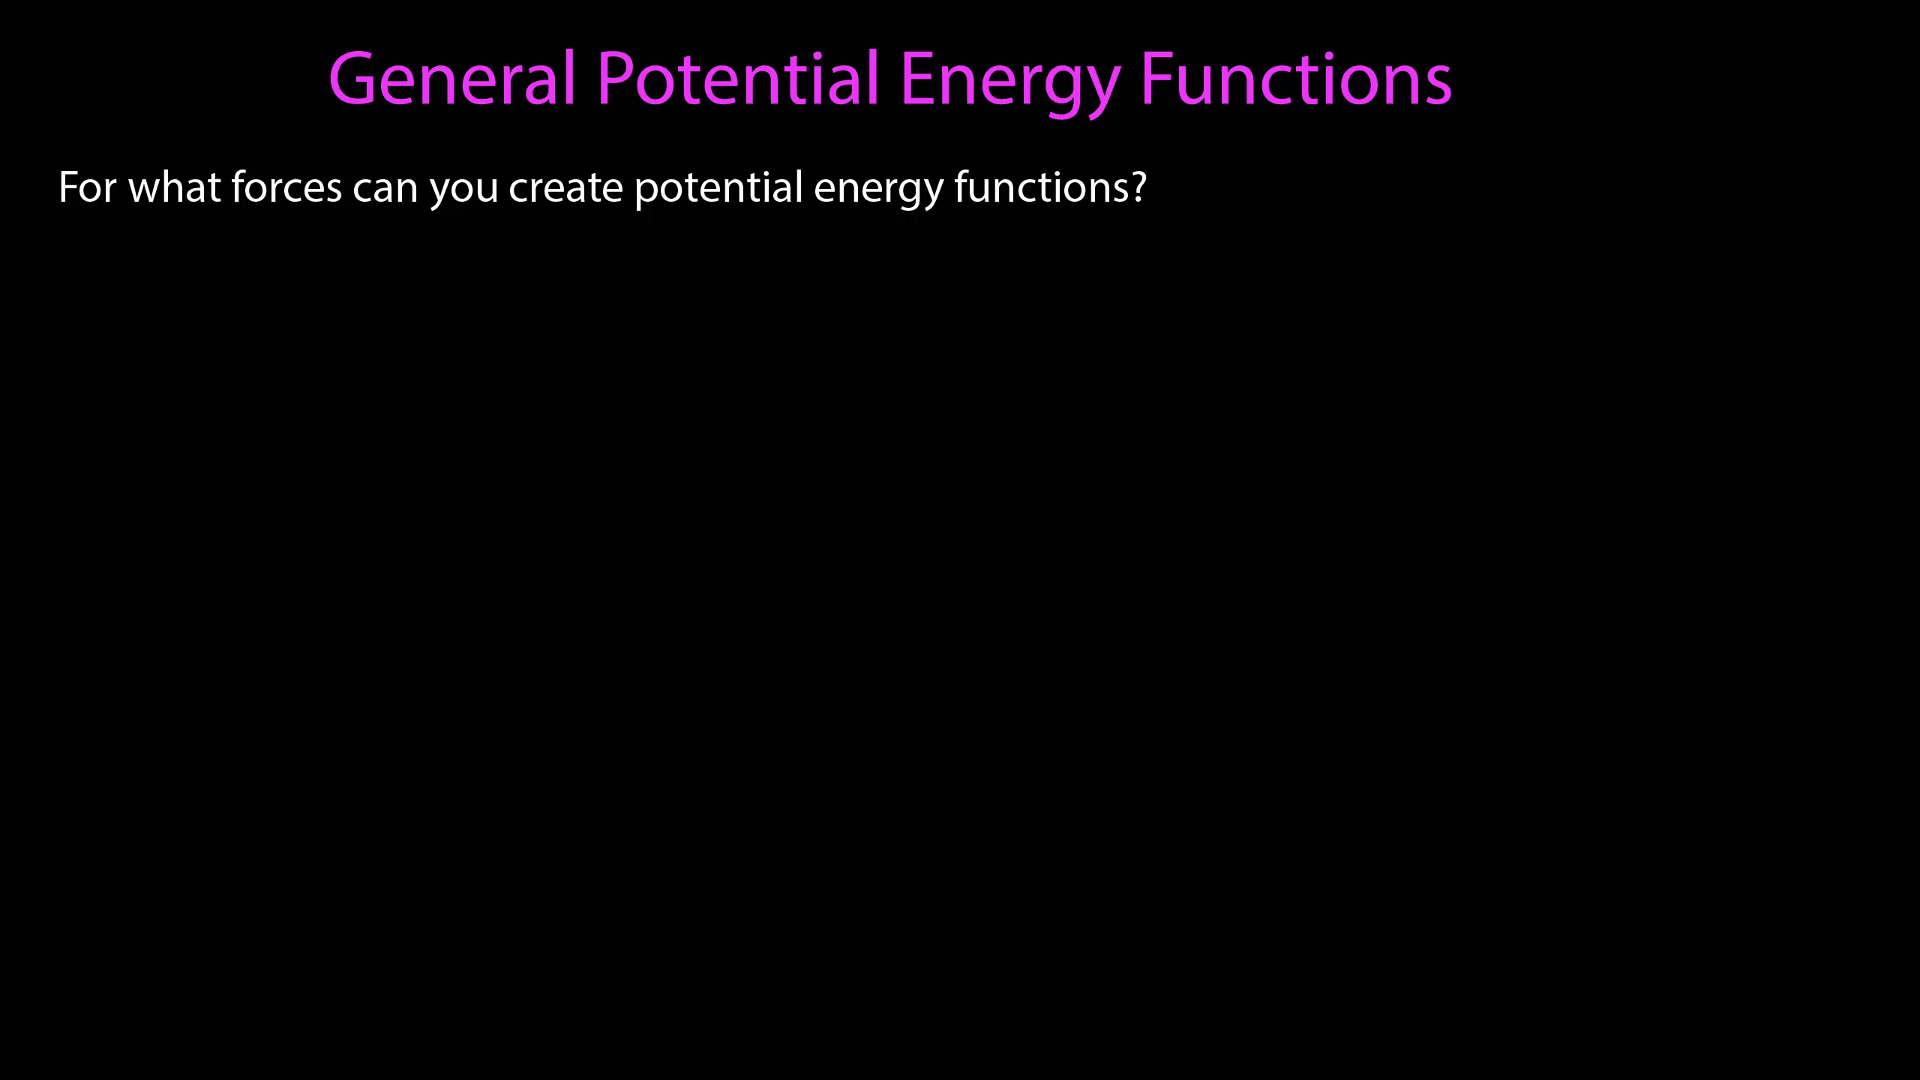 General Potential Energy Functions
For what forces can you create potential energy functions?